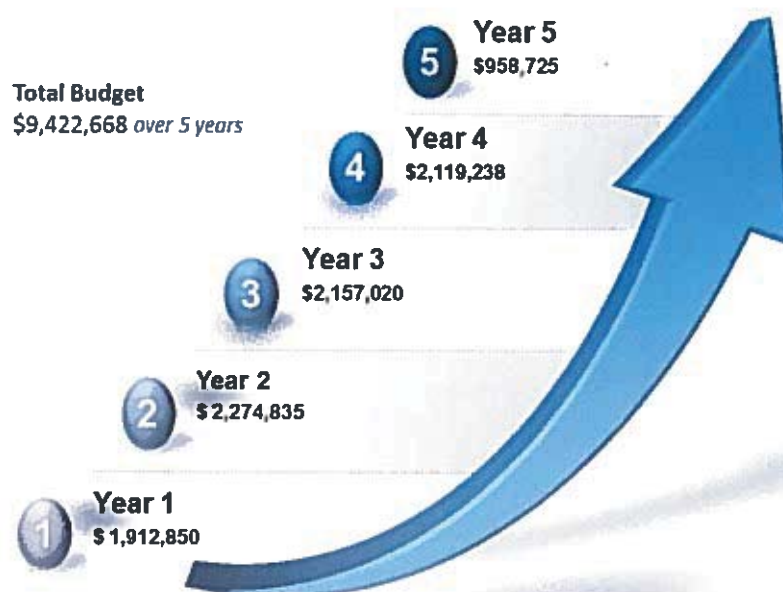 5
Year 5
$958,725
Total Budget
$9,422,668 over 5 years
4
Year 4
$2,119,238
3
Year 3
$2,157,020
2
Year 2
$ 2,274,835
1
Year 1
$ 1,912,850